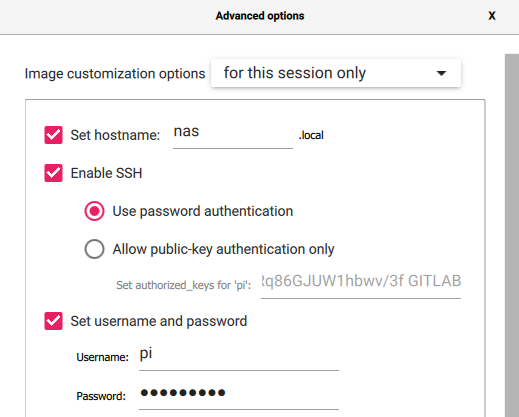 Advanced options X
Image customization options for this session only
Set hostname: nas .local
Enable SSH
Use password authentication
Allow public-key authentication only
Set authorized_keys for 'pi': Rq86GJUW1hbwv/3f GITLAB
Set username and password
Username: pi
Password: •••••••••